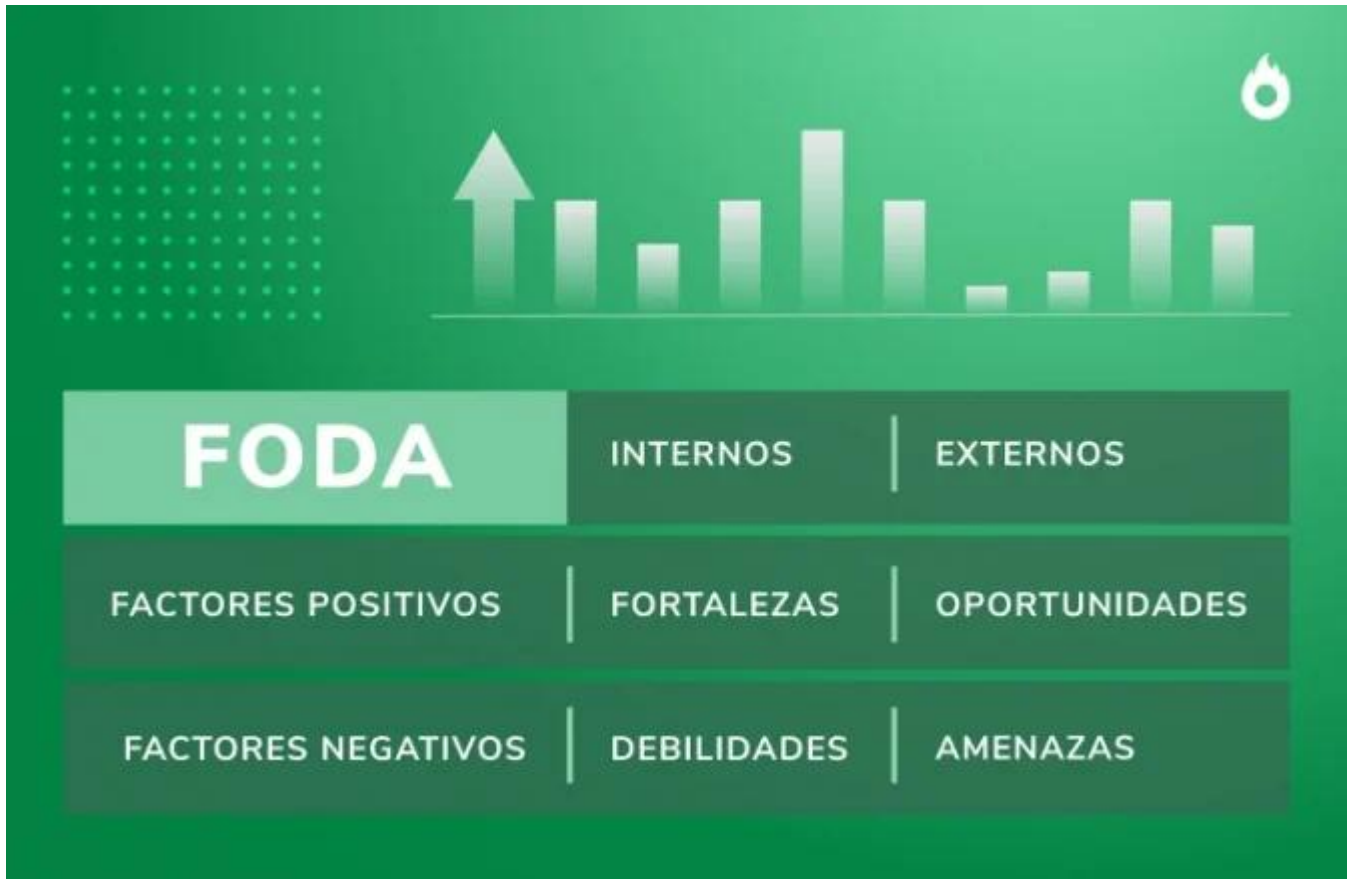 FODA INTERNOS EXTERNOS
FACTORES POSITIVOS FORTALEZAS OPORTUNIDADES
FACTORES NEGATIVOS DEBILIDADES AMENAZAS